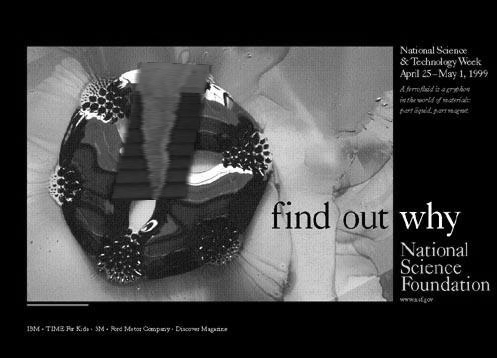 National Science
& Technology Week
April 25–May 1, 1999
A ferrofluid is a gryphon
in the world of materials:
part liquid, part magnet.
find out why
National
Science
Foundation
www.nsf.gov
IBM • TIME For Kids • 3M • Ford Motor Company • Discover Magazine